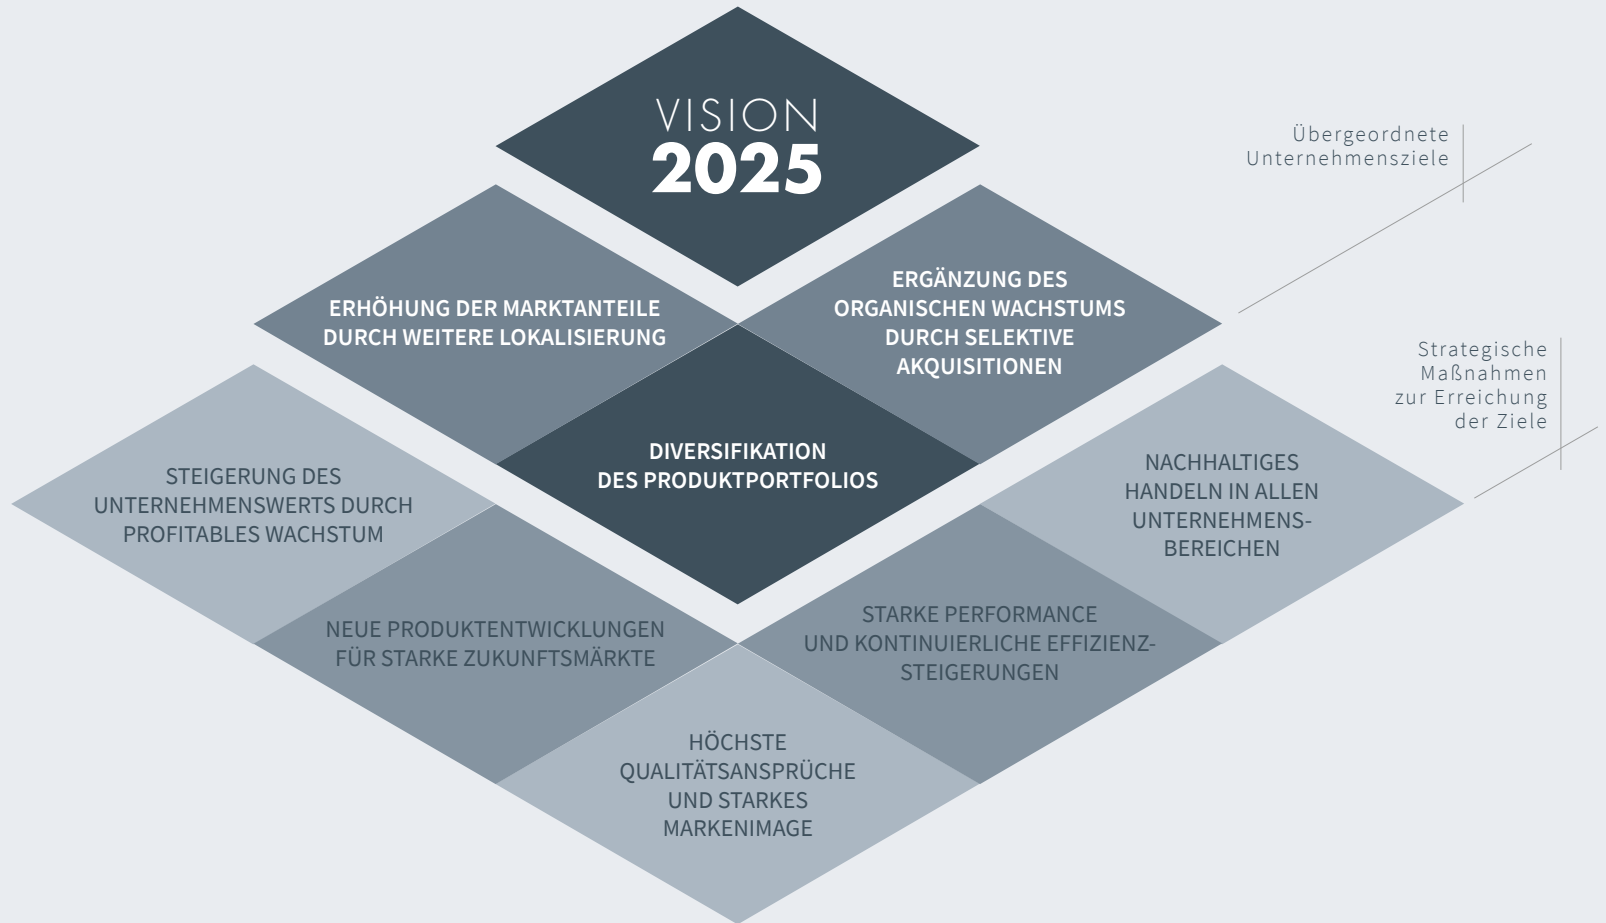 VISION
2025
Übergeordnete
Unternehmensziele
ERHÖHUNG DER MARKTANTEILE
DURCH WEITERE LOKALISIERUNG
ERGÄNZUNG DES
ORGANISCHEN WACHSTUMS
DURCH SELEKTIVE
AKQUISITIONEN
DIVERSIFIKATION
DES PRODUKTPORTFOLIOS
Strategische
Maßnahmen
zur Erreichung
der Ziele
STEIGERUNG DES
UNTERNEHMENSWERTS DURCH
PROFITABLES WACHSTUM
NEUE PRODUKTENTWICKLUNGEN
FÜR STARKE ZUKUNFTSMÄRKTE
HÖCHSTE
QUALITÄTSANSPRÜCHE
UND STARKES
MARKENIMAGE
STARKE PERFORMANCE
UND KONTINUIERLICHE EFFIZIENZ-
STEIGERUNGEN
NACHHALTIGES
HANDELN IN ALLEN
UNTERNEHMENS-
BEREICHEN